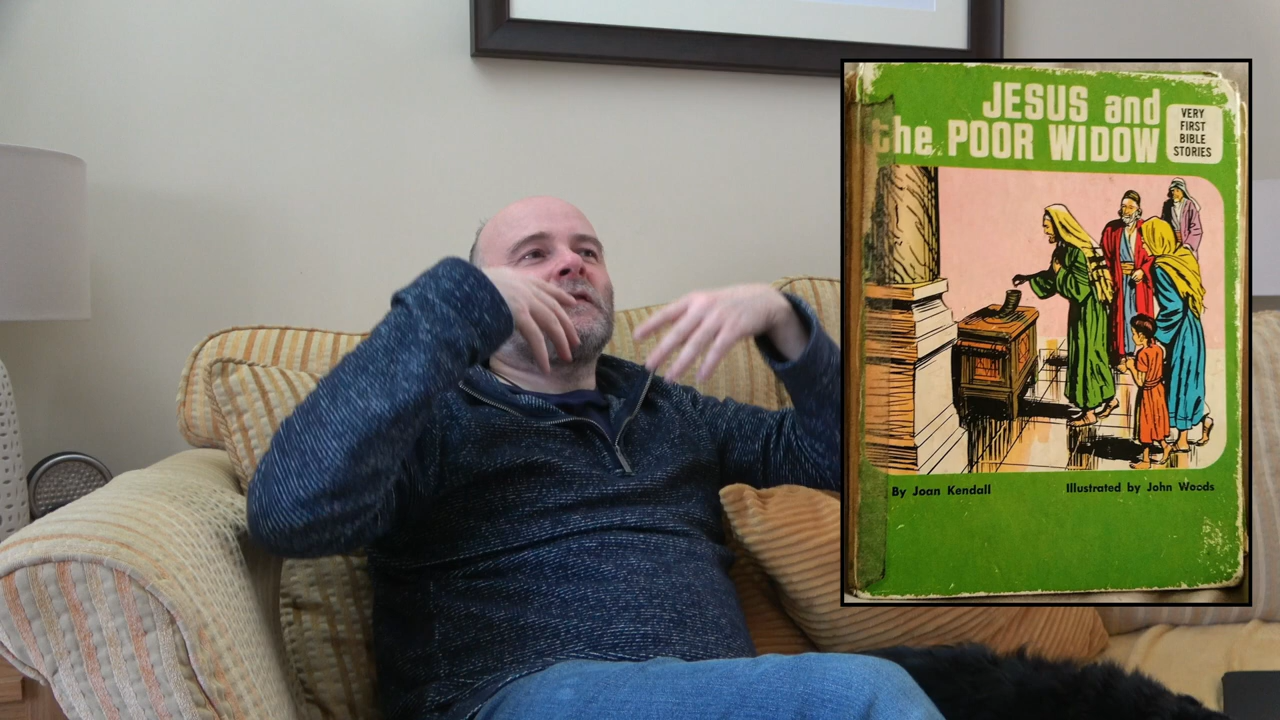 JESUS and
the POOR WIDOW
VERY
FIRST
BIBLE
STORIES
By Joan Kendall
Illustrated by John Woods